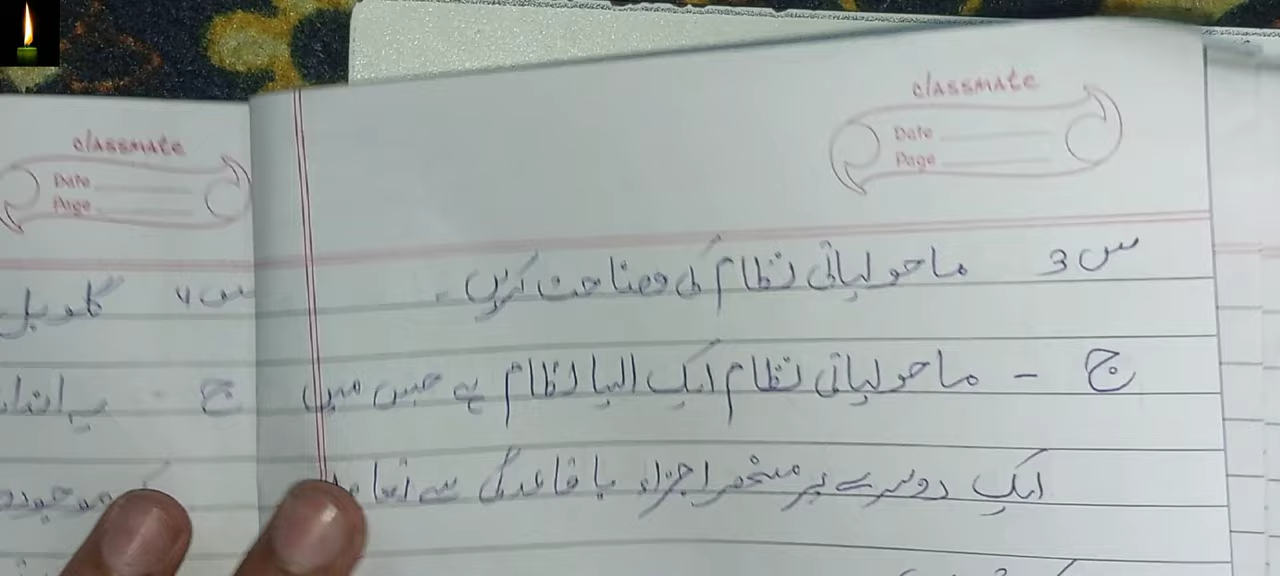 classmate
Date
Page
classmate
Date
Page
س 3 ماحولیاتی نظام کی وضاحت کریں۔
ج - ماحولیاتی نظام ایک ایسا نظام ہے جس میں
ایک دوسرے پر منحصر اجزاء باقاعدگی سے
س
ج
موجود